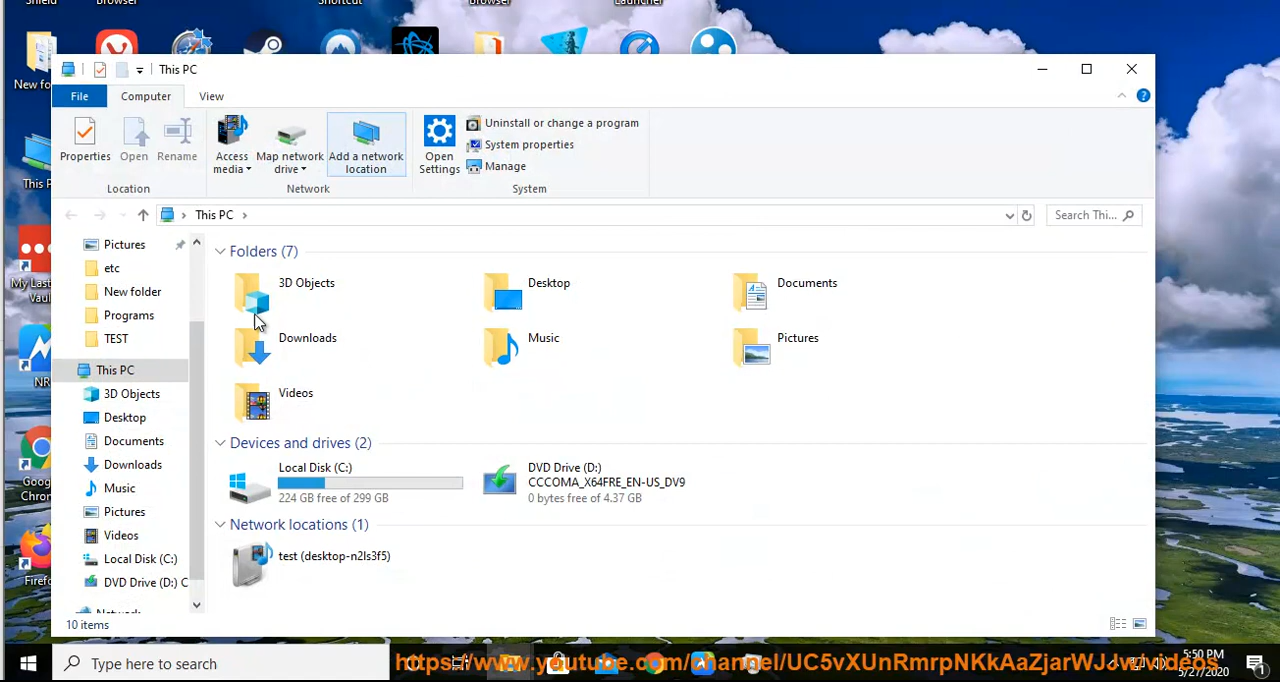 Shield
Browser
Shortcut
Browser
Launcher
New fo
This PC
File
Computer
View
Properties
Open
Rename
Access media
Map network drive
Add a network location
Open Settings
Uninstall or change a program
System properties
Manage
Location
Network
System
This PC
Search Thi...
This P
My Last
Vaul
NR
Goog
Chron
Firefo
Pictures
etc
New folder
Programs
TEST
This PC
3D Objects
Desktop
Documents
Downloads
Music
Pictures
Videos
Local Disk (C:)
DVD Drive (D:) C
Network
Folders (7)
3D Objects
Desktop
Documents
Downloads
Music
Pictures
Videos
Devices and drives (2)
Local Disk (C:)
224 GB free of 299 GB
DVD Drive (D:)
CCCOMA_X64FRE_EN-US_DV9
0 bytes free of 4.37 GB
Network locations (1)
test (desktop-n2ls3f5)
10 items
Type here to search
https://www.youtube.com/channel/UC5vXUnRmrpNKkAaZjarWJJw/videos
5:50 PM
5/27/2020
1